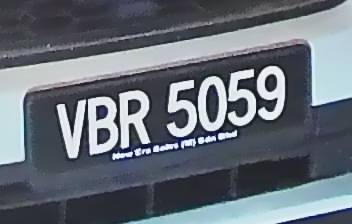 VBR 5059
New Era Sales (M) Sdn Bhd